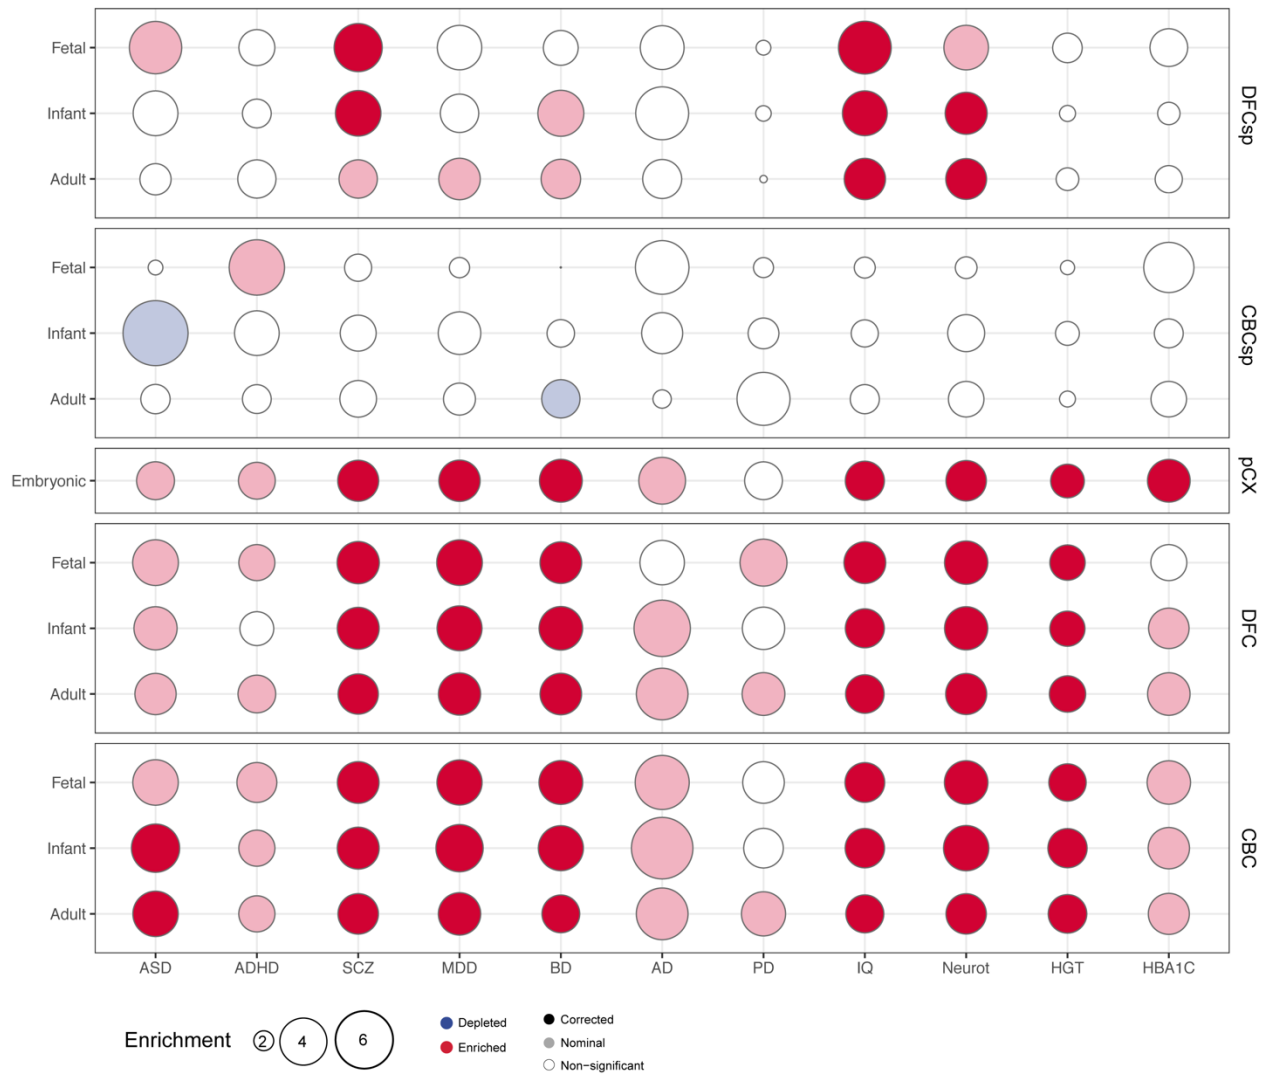 Fetal
Infant
Adult
DFCsp
Fetal
Infant
Adult
CBCsp
Embryonic
pCX
Fetal
Infant
Adult
DFC
Fetal
Infant
Adult
CBC
ASD ADHD SCZ MDD BD AD PD IQ Neurot HGT HBA1C
Enrichment 2 4 6
Depleted
Enriched
Corrected
Nominal
Non−significant